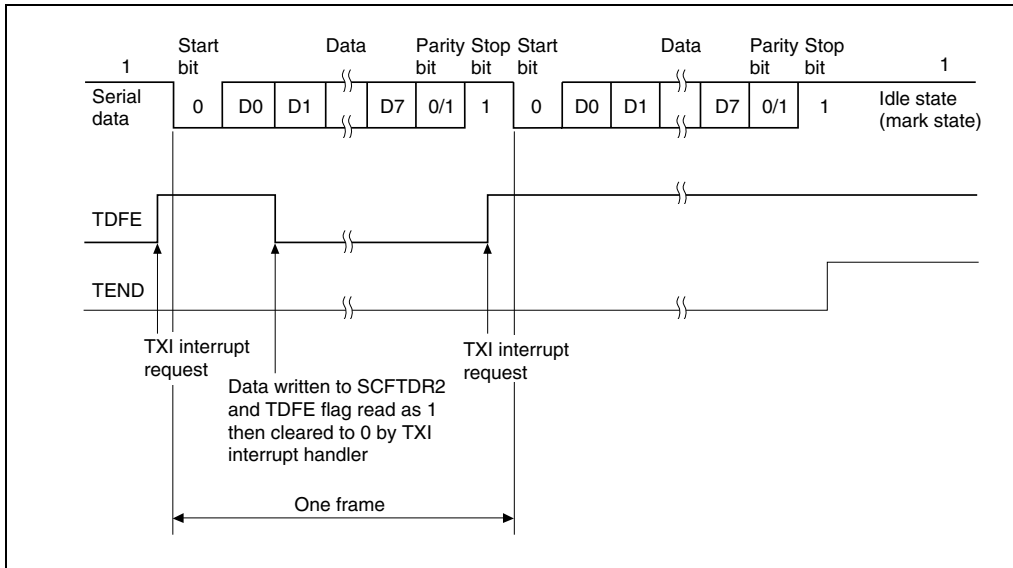 Start Data Parity Stop Start Data Parity Stop
1 bit bit bit bit bit bit 1
Serial data 0 D0 D1 D7 0/1 1 0 D0 D1 D7 0/1 1 Idle state
(mark state)
TDFE
TEND
TXI interrupt
request
Data written to SCFTDR2
and TDFE flag read as 1
then cleared to 0 by TXI
interrupt handler
TXI interrupt
request
One frame